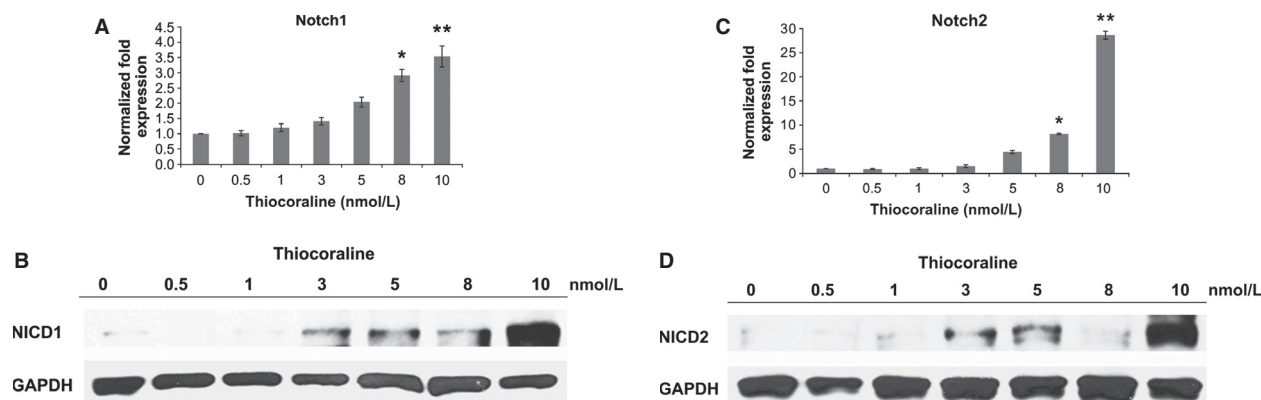 A
Notch1
Normalized fold
expression
4.5
4.0
3.5
3.0
2.5
2.0
1.5
1.0
0.5
0.0
*
**
0 0.5 1 3 5 8 10
Thiocoraline (nmol/L)
B
Thiocoraline
0 0.5 1 3 5 8 10 nmol/L
NICD1
GAPDH
C
Notch2
Normalized fold
expression
30
25
20
15
10
5
0
*
**
0 0.5 1 3 5 8 10
Thiocoraline (nmol/L)
D
Thiocoraline
0 0.5 1 3 5 8 10 nmol/L
NICD2
GAPDH